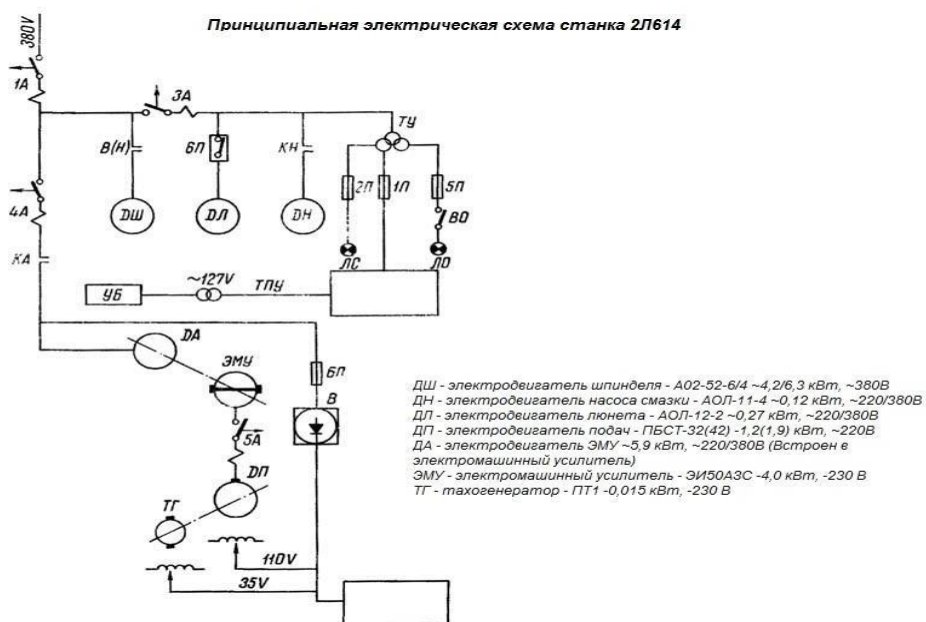 Принципиальная электрическая схема станка 2Л614
380V
1А
3А
ТУ
В(Н)
6П
КН
2П
1П
5П
4А
ДШ
ДЛ
ДН
ВО
КА
ЛС
ЛО
УБ
~127V
ТПУ
ДА
ЭМУ
6П
В
5А
ДП
ТГ
110V
35V
ДШ - электродвигатель шпинделя - А02-52-6/4 ~4,2/6,3 кВт, ~380В
ДН - электродвигатель насоса смазки - АОЛ-11-4 ~0,12 кВт, ~220/380В
ДЛ - электродвигатель люнета - АОЛ-12-2 ~0,27 кВт, ~220/380В
ДП - электродвигатель подач - ПБСТ-32(42) -1,2(1,9) кВт, ~220В
ДА - электродвигатель ЭМУ ~5,9 кВт, ~220/380В (Встроен в
электромашинный усилитель)
ЭМУ - электромашинный усилитель - ЭИ50АЗС -4,0 кВт, -230 В
ТГ - тахогенератор - ПТ1 -0,015 кВт, -230 В